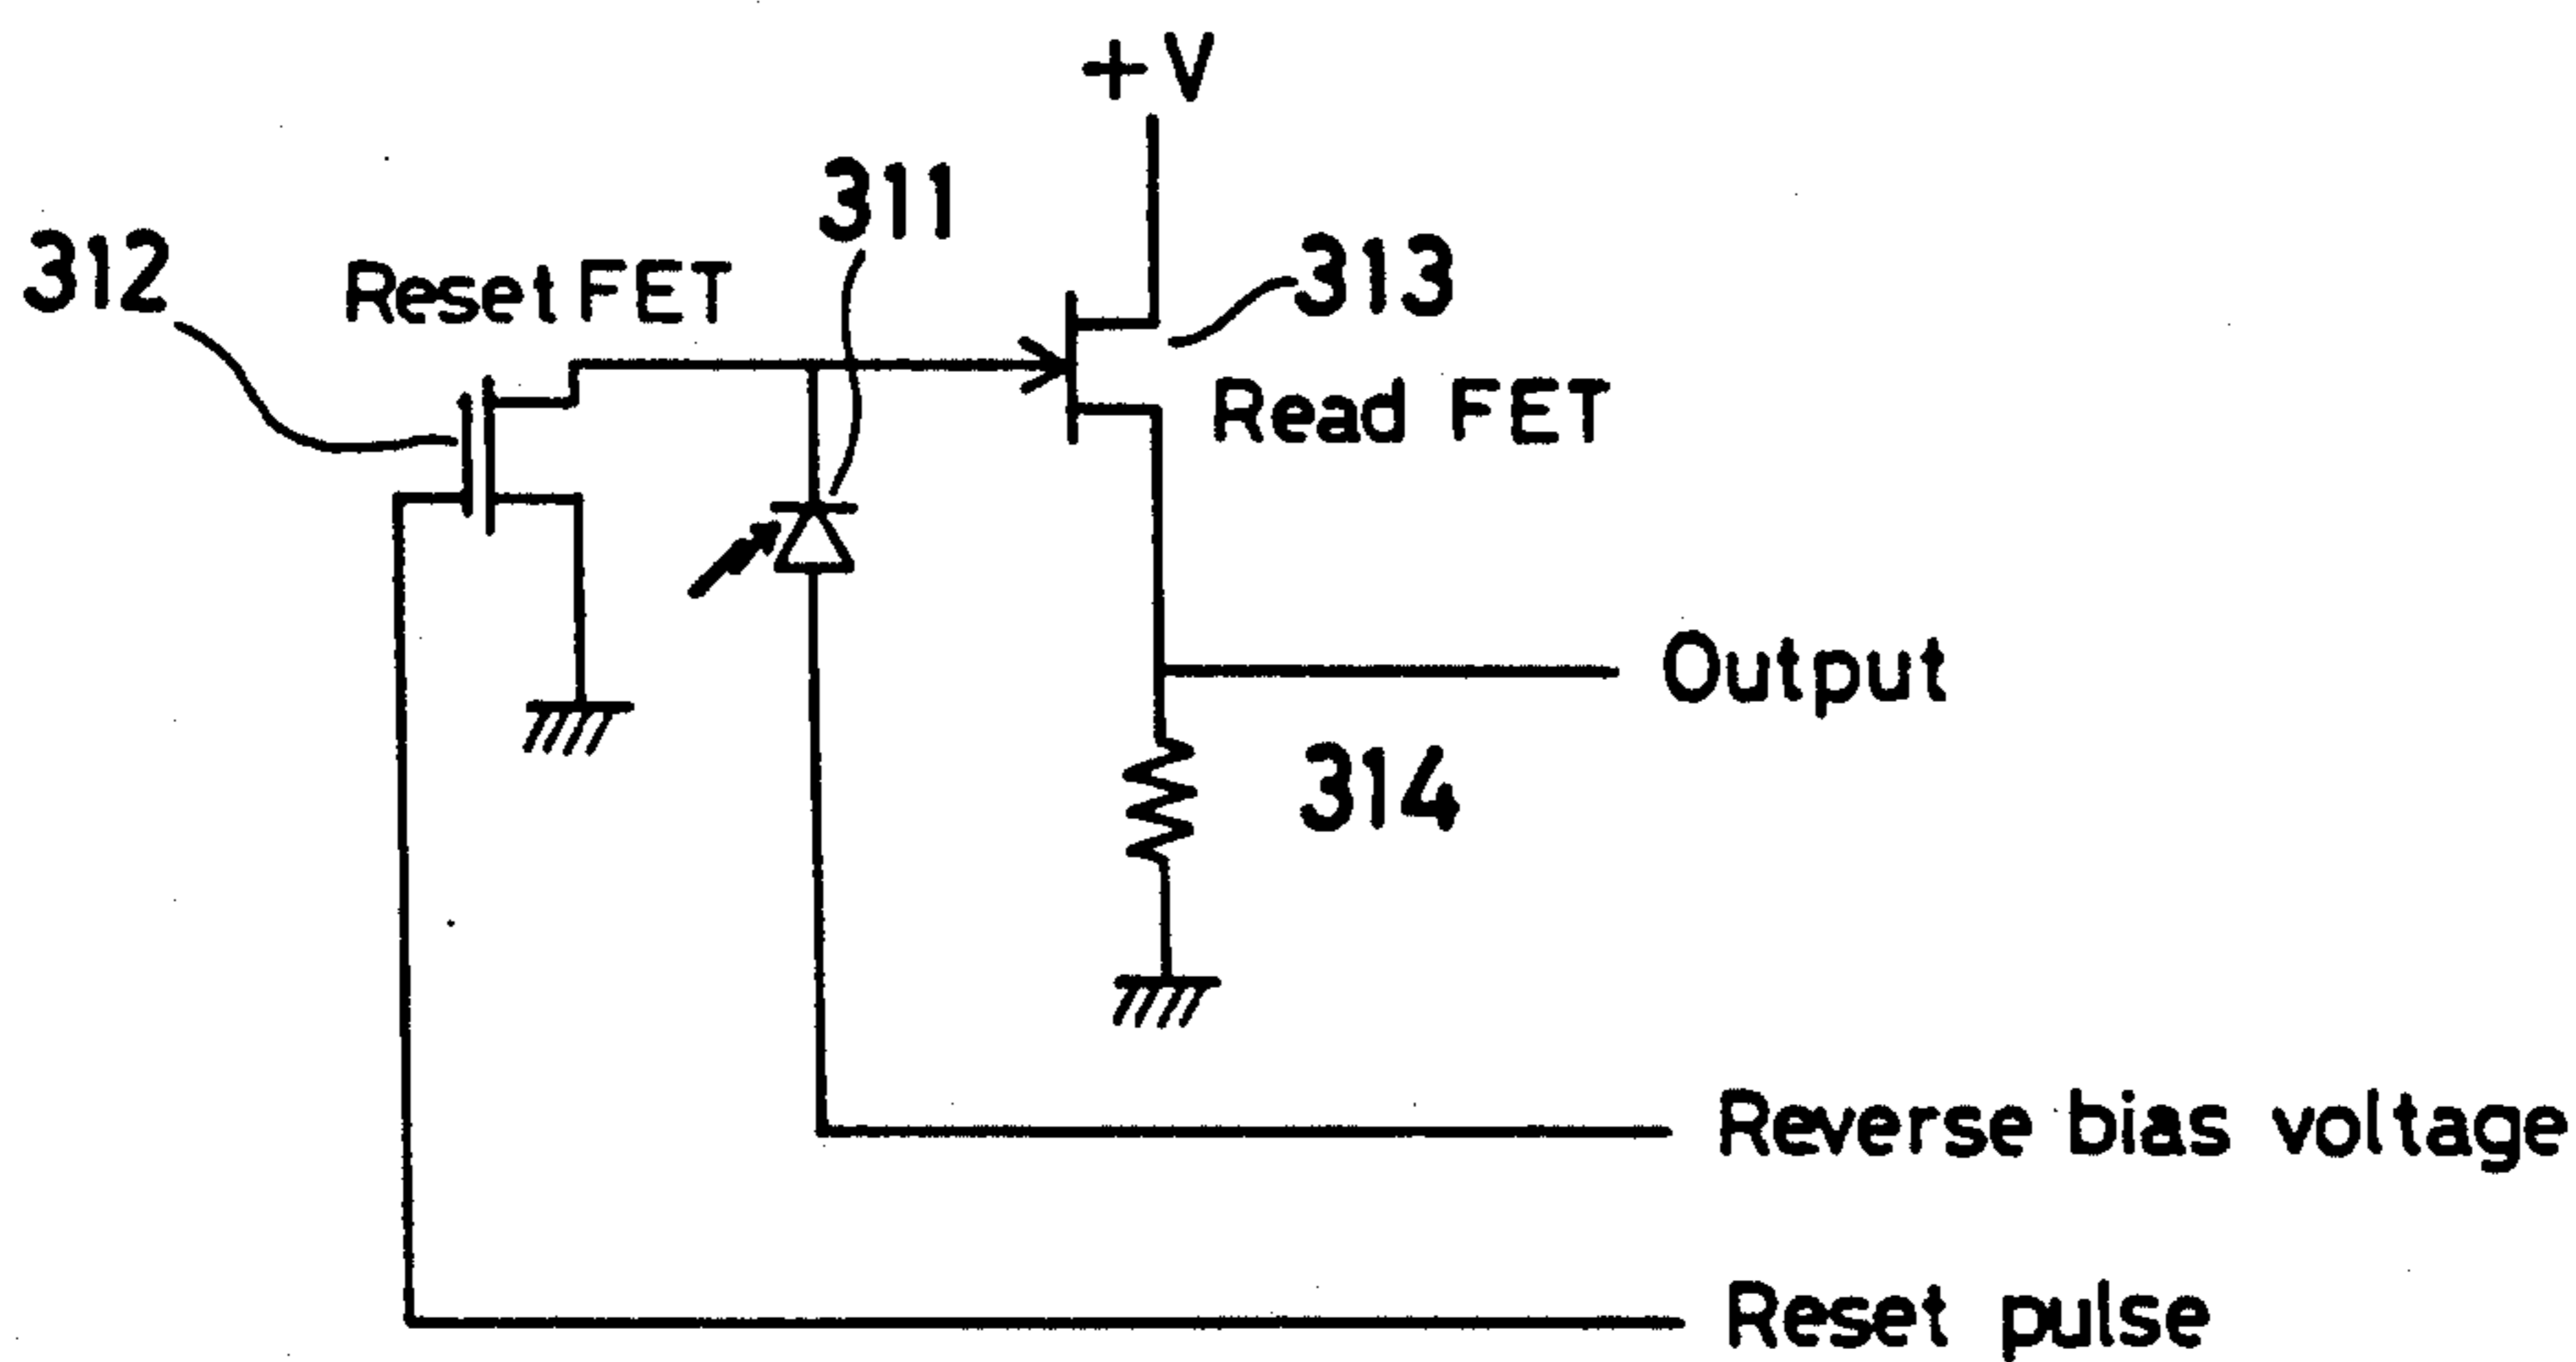 +V
311
312
Reset FET
313
Read FET
Output
314
Reverse bias voltage
Reset pulse